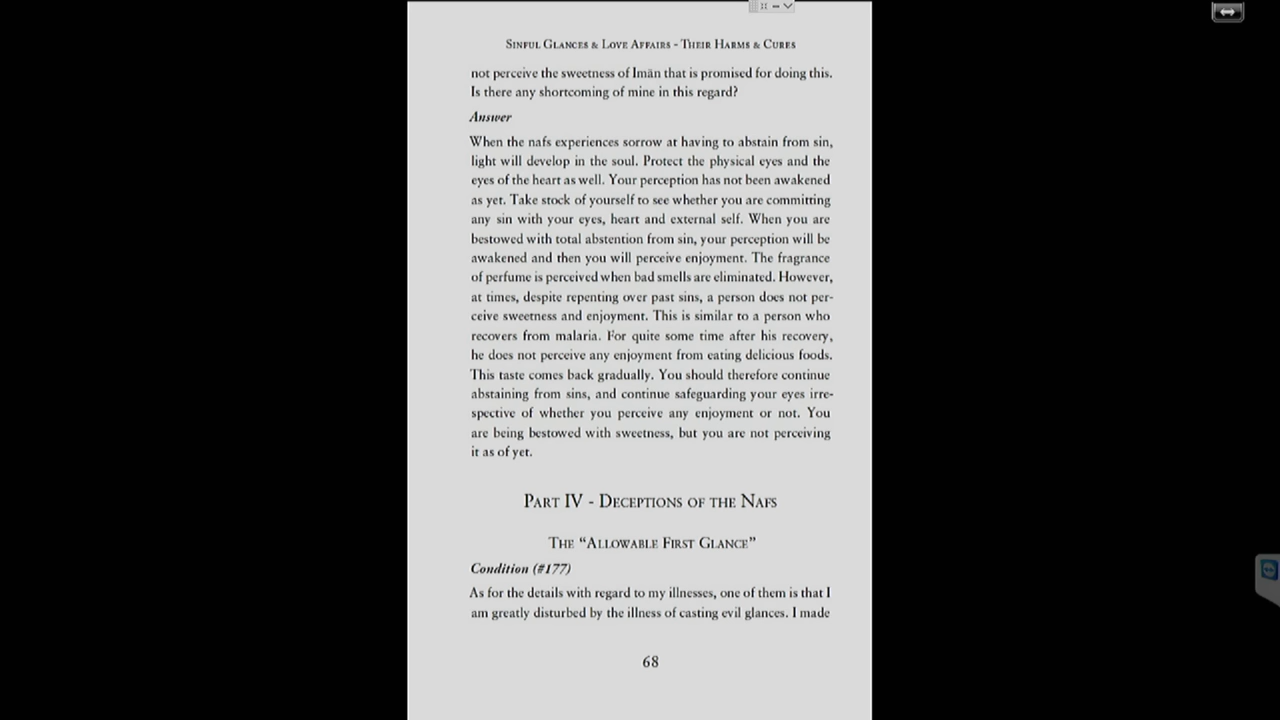 Sinful Glances & Love Affairs - Their Harms & Cures
not perceive the sweetness of Imān that is promised for doing this.
Is there any shortcoming of mine in this regard?
Answer
When the nafs experiences sorrow at having to abstain from sin,
light will develop in the soul. Protect the physical eyes and the
eyes of the heart as well. Your perception has not been awakened
as yet. Take stock of yourself to see whether you are committing
any sin with your eyes, heart and external self. When you are
bestowed with total abstention from sin, your perception will be
awakened and then you will perceive enjoyment. The fragrance
of perfume is perceived when bad smells are eliminated. However,
at times, despite repenting over past sins, a person does not per-
ceive sweetness and enjoyment. This is similar to a person who
recovers from malaria. For quite some time after his recovery,
he does not perceive any enjoyment from eating delicious foods.
This taste comes back gradually. You should therefore continue
abstaining from sins, and continue safeguarding your eyes irre-
spective of whether you perceive any enjoyment or not. You
are being bestowed with sweetness, but you are not perceiving
it as of yet.
Part IV - Deceptions of the Nafs
The “Allowable First Glance”
Condition (#177)
As for the details with regard to my illnesses, one of them is that I
am greatly disturbed by the illness of casting evil glances. I made
68